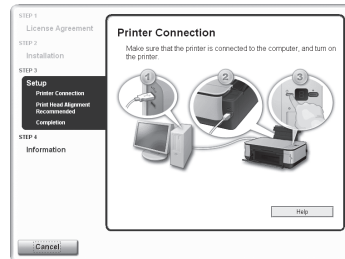 STEP 1
License Agreement
STEP 2
Installation
STEP 3
Setup
Printer Connection
Print Head Alignment
Recommended
Completion
STEP 4
Information
Cancel
Printer Connection
Make sure that the printer is connected to the computer, and turn on
the printer.
1
2
3
Help